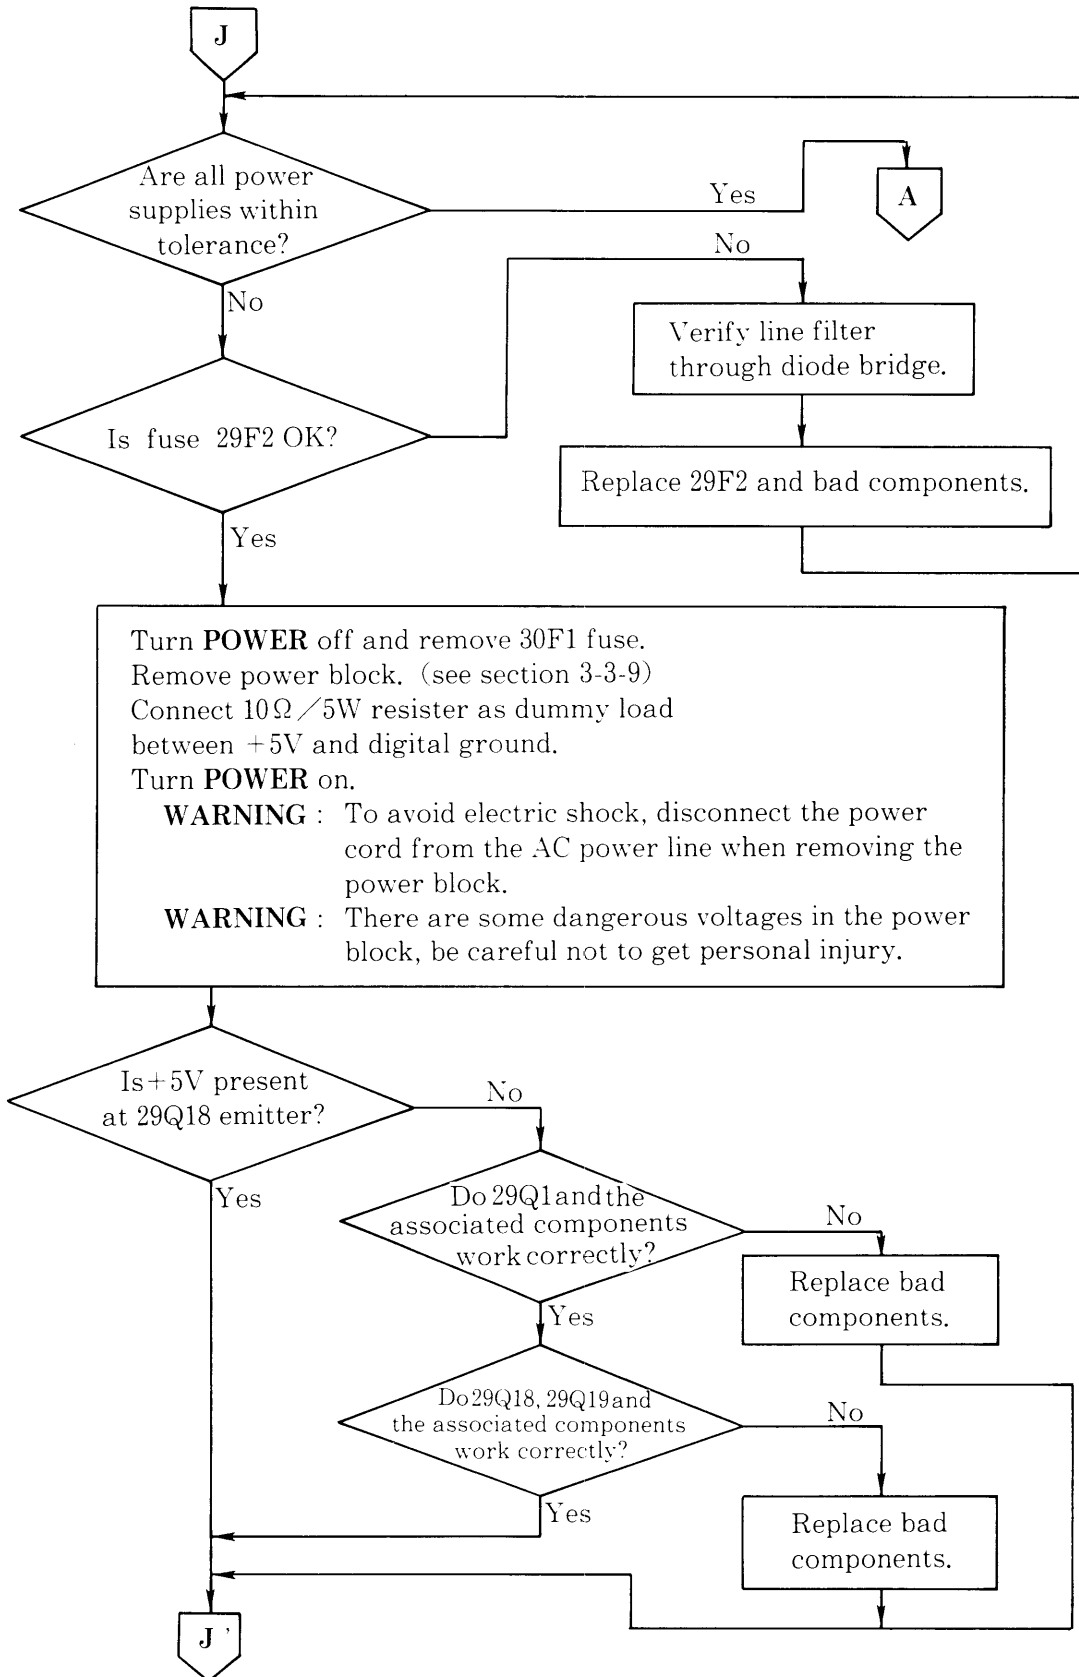 J
Are all power
supplies within
tolerance?
Yes
A
No
No
Verify line filter
through diode bridge.
Is fuse 29F2 OK?
Replace 29F2 and bad components.
Yes
Turn POWER off and remove 30F1 fuse.
Remove power block. (see section 3-3-9)
Connect 10Ω/5W resister as dummy load
between +5V and digital ground.
Turn POWER on.
WARNING : To avoid electric shock, disconnect the power
cord from the AC power line when removing the
power block.
WARNING : There are some dangerous voltages in the power
block, be careful not to get personal injury.
Is+5V present
at 29Q18 emitter?
No
Yes
Do 29Q1 and the
associated components
work correctly?
No
Replace bad
components.
Yes
Do 29Q18, 29Q19 and
the associated components
work correctly?
No
Yes
Replace bad
components.
J'